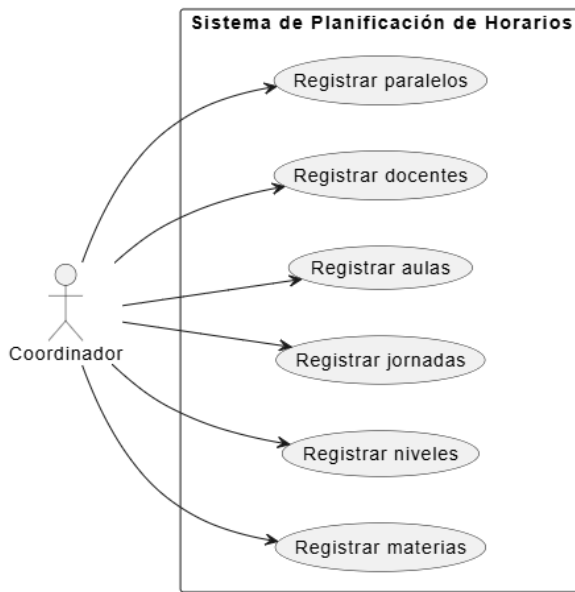 Sistema de Planificación de Horarios
Registrar paralelos
Registrar docentes
Registrar aulas
Registrar jornadas
Coordinador
Registrar niveles
Registrar materias